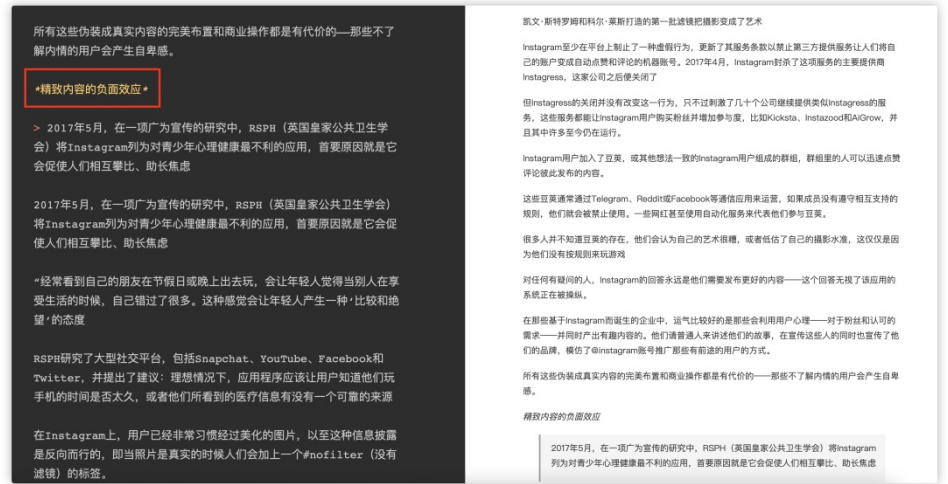 所有这些伪装成真实内容的完美布置和商业操作都是有代价的——那些不了
解内情的用户会产生自卑感。
*精致内容的负面效应*
> 2017年5月，在一项广为宣传的研究中，RSPH（英国皇家公共卫生学
会）将Instagram列为对青少年心理健康最不利的应用，首要原因就是它
会促使人们相互攀比、助长焦虑
2017年5月，在一项广为宣传的研究中，RSPH（英国皇家公共卫生学会）
将Instagram列为对青少年心理健康最不利的应用，首要原因就是它会促
使人们相互攀比、助长焦虑
“经常看到自己的朋友在节假日或晚上出去玩，会让年轻人觉得当别人在享
受生活的时候，自己错过了很多。这种感觉会让年轻人产生一种‘比较和绝
望’的态度
RSPH研究了大型社交平台，包括Snapchat、YouTube、Facebook和
Twitter，并提出了建议：理想情况下，应用程序应该让用户知道他们玩
手机的时间是否太久，或者他们所看到的医疗信息有没有一个可靠的来源
在Instagram上，用户已经非常习惯经过美化的图片，以至这种信息披露
是反向而行的，即当照片是真实的时候人们会加上一个#nofilter（没有
滤镜）的标签。
凯文·斯特罗姆和科尔·莱斯打造的第一批滤镜把摄影变成了艺术
Instagram至少在平台上制止了一种虚假行为，更新了其服务条款以禁止第三方提供服务让人们将自
己的账户变成自动点赞和评论的机器账号。2017年4月，Instagram封杀了这项服务的主要提供商
Instagress，这家公司之后便关闭了
但Instagress的关闭并没有改变这一行为，只不过刺激了几十个公司继续提供类似Instagress的服
务，这些服务都能让Instagram用户购买粉丝并增加参与度，比如Kicksta、Instazood和AiGrow，并
且其中许多至今仍在运行。
Instagram用户加入了豆荚，或其他想法一致的Instagram用户组成的群组，群组里的人可以迅速点赞
评论彼此发布的内容。
这些豆荚通常通过Telegram、Reddit或Facebook等通信应用来运营，如果成员没有遵守相互支持的
规则，他们就会被禁止使用。一些网红甚至使用自动化服务来代表他们参与豆荚。
很多人并不知道豆荚的存在，他们会认为自己的艺术很糟，或者低估了自己的摄影水准，这仅仅是因
为他们没有按规则来玩游戏
对任何有疑问的人，Instagram的回答永远是他们需要发布更好的内容——这个回答无视了该应用的
系统正在被操纵。
在那些基于Instagram而诞生的企业中，运气比较好的是那些会利用用户心理——对于粉丝和认可的
需求——并同时产出有趣内容的。他们请普通人来讲述他们的故事，在宣传这些人的同时也宣传了他
们的品牌，模仿了@instagram账号推广那些有前途的用户的方式。
所有这些伪装成真实内容的完美布置和商业操作都是有代价的——那些不了解内情的用户会产生自卑
感。
精致内容的负面效应
2017年5月，在一项广为宣传的研究中，RSPH（英国皇家公共卫生学会）将Instagram
列为对青少年心理健康最不利的应用，首要原因就是它会促使人们相互攀比、助长焦虑